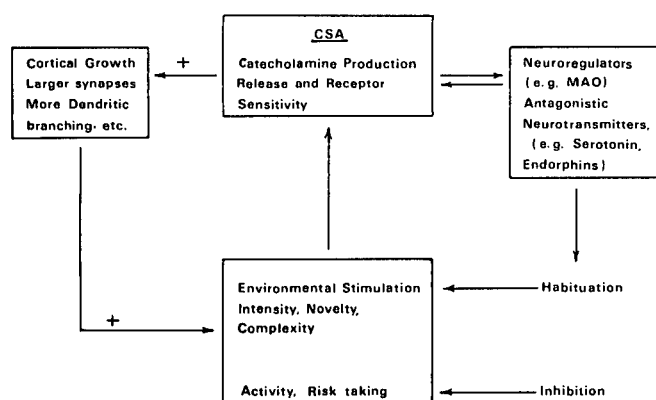 CSA
Catecholamine Production
Release and Receptor
Sensitivity
+
Cortical Growth
Larger synapses
More Dendritic
branching. etc.
Neuroregulators
(e.g. MAO)
Antagonistic
Neurotransmitters,
(e.g. Serotonin,
Endorphins)
+
Environmental Stimulation
Intensity, Novelty,
Complexity
Habituation
Activity, Risk taking
Inhibition